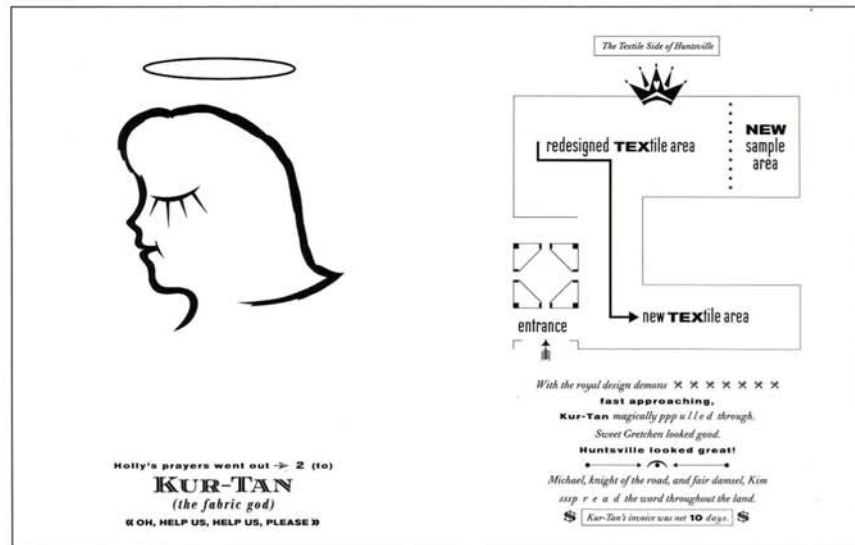 Holly's prayers went out 2 (to)
KUR-TAN
(the fabric god)
« OH, HELP US, HELP US, PLEASE »
The Textile Side of Huntsville
redesigned TEXtile area
NEW
sample
area
entrance
new TEXtile area
With the royal design demons
fast approaching,
Kur-Tan magically ppp u l l e d through.
Sweet Gretchen looked good.
Huntsville looked great!
Michael, knight of the road, and fair damsel, Kim
sssp r e a d the word throughout the land.
$ Kur-Tan's invoice was net 10 days. $